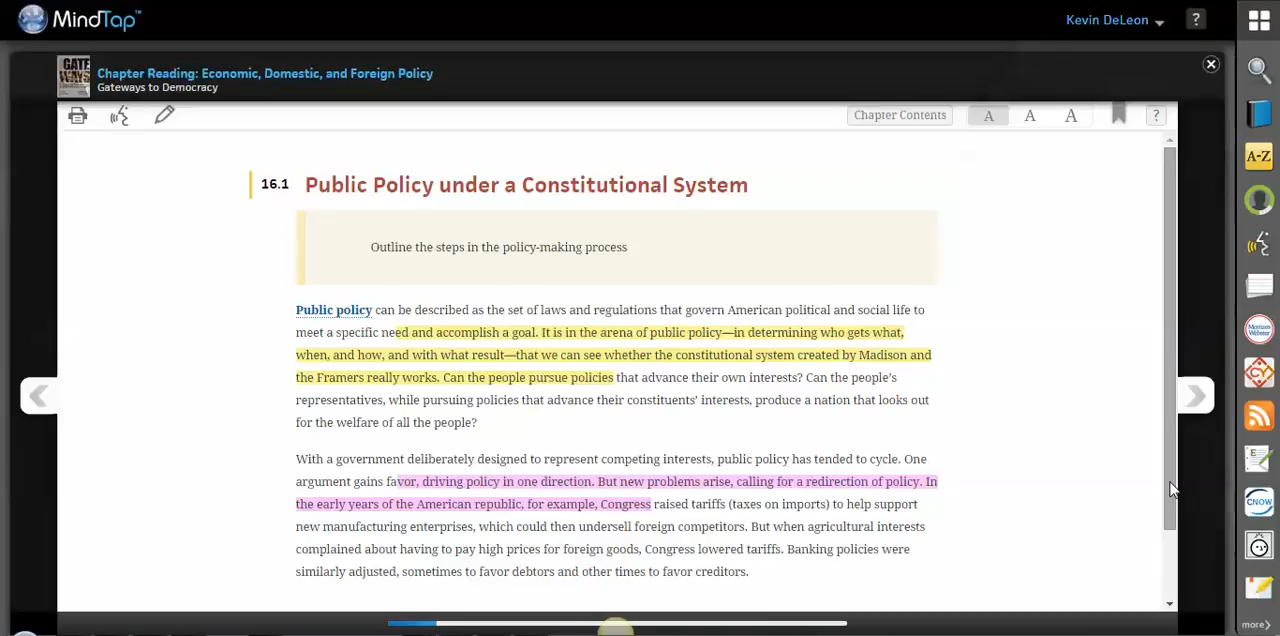 MindTap™
Kevin DeLeon
?
GATE
WAYS
Chapter Reading: Economic, Domestic, and Foreign Policy
Gateways to Democracy
Chapter Contents
A A A
?
16.1 Public Policy under a Constitutional System
Outline the steps in the policy-making process
Public policy can be described as the set of laws and regulations that govern American political and social life to
meet a specific need and accomplish a goal. It is in the arena of public policy—in determining who gets what,
when, and how, and with what result—that we can see whether the constitutional system created by Madison and
the Framers really works. Can the people pursue policies that advance their own interests? Can the people's
representatives, while pursuing policies that advance their constituents' interests, produce a nation that looks out
for the welfare of all the people?
With a government deliberately designed to represent competing interests, public policy has tended to cycle. One
argument gains favor, driving policy in one direction. But new problems arise, calling for a redirection of policy. In
the early years of the American republic, for example, Congress raised tariffs (taxes on imports) to help support
new manufacturing enterprises, which could then undersell foreign competitors. But when agricultural interests
complained about having to pay high prices for foreign goods, Congress lowered tariffs. Banking policies were
similarly adjusted, sometimes to favor debtors and other times to favor creditors.
A-Z
Merriam
Webster
CY
E
CNOW
more